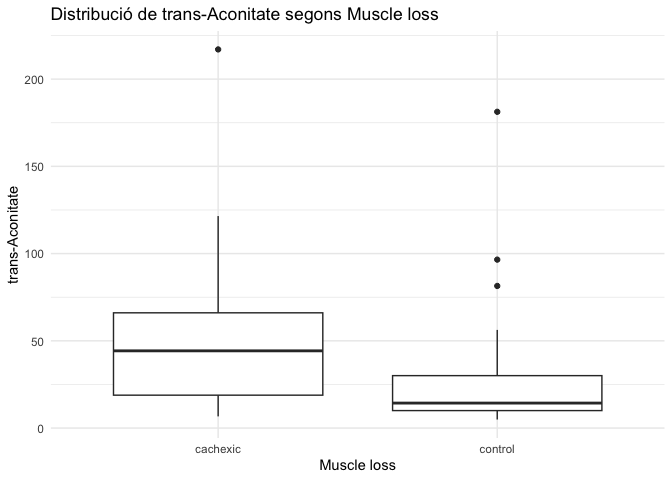 Distribució de trans-Aconitate segons Muscle loss
trans-Aconitate
200
150
100
50
0
cachexic
control
Muscle loss